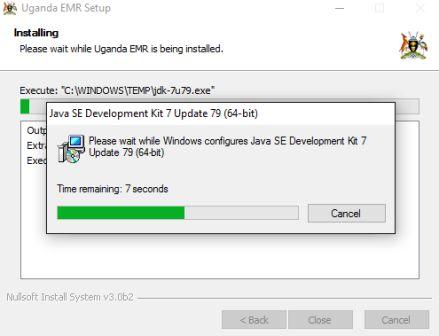 Uganda EMR Setup
Installing
Please wait while Uganda EMR is being installed.
Execute: "C:\WINDOWS\TEMP\jdk-7u79.exe"
Java SE Development Kit 7 Update 79 (64-bit)
Outp
Extra
Exec
Please wait while Windows configures Java SE Development Kit 7
Update 79 (64-bit)
Time remaining: 7 seconds
Cancel
Nullsoft Install System v3.0b2
< Back
Close
Cancel